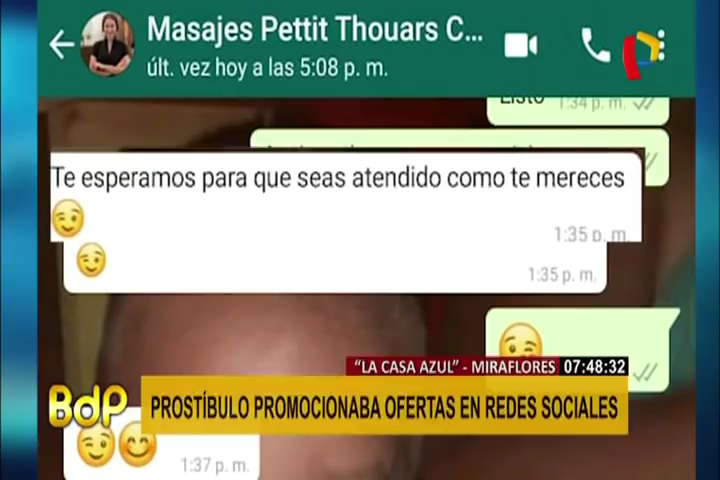 Masajes Pettit Thouars C...
últ. vez hoy a las 5:08 p. m.
Listo 1:34 p. m.
Te esperamos para que seas atendido como te mereces
1:35 p. m.
1:35 p. m.
"LA CASA AZUL" - MIRAFLORES 07:48:32
BdP PROSTÍBULO PROMOCIONABA OFERTAS EN REDES SOCIALES
1:37 p. m.